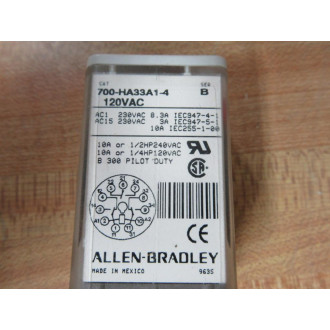 CAT SER
700-HA33A1-4 B
120VAC
AC1 230VAC 8.3A IEC947-4-1
AC15 230VAC 3A IEC947-5-1
10A IEC255-1-00
10A or 1/2HP240VAC
10A or 1/4HP120VAC
B 300 PILOT DUTY
ALLEN-BRADLEY
MADE IN MEXICO 9635